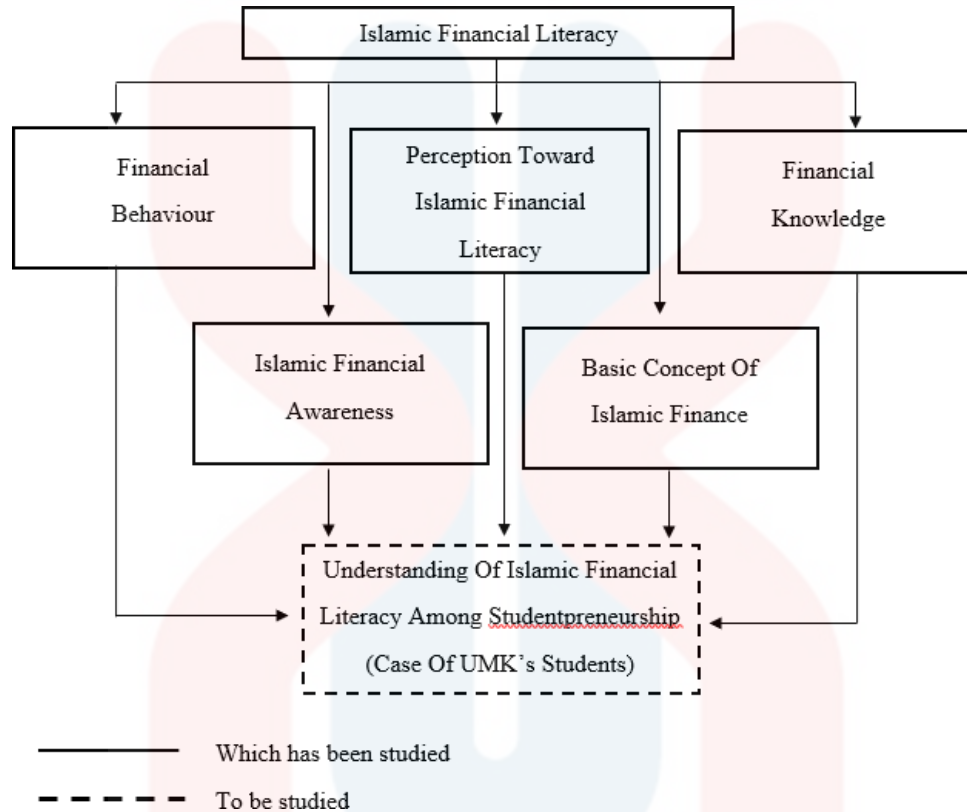 Islamic Financial Literacy
Financial
Behaviour
Perception Toward
Islamic Financial
Literacy
Financial
Knowledge
Islamic Financial
Awareness
Basic Concept Of
Islamic Finance
Understanding Of Islamic Financial
Literacy Among Studentpreneurship
(Case Of UMK’s Students)
Which has been studied
To be studied